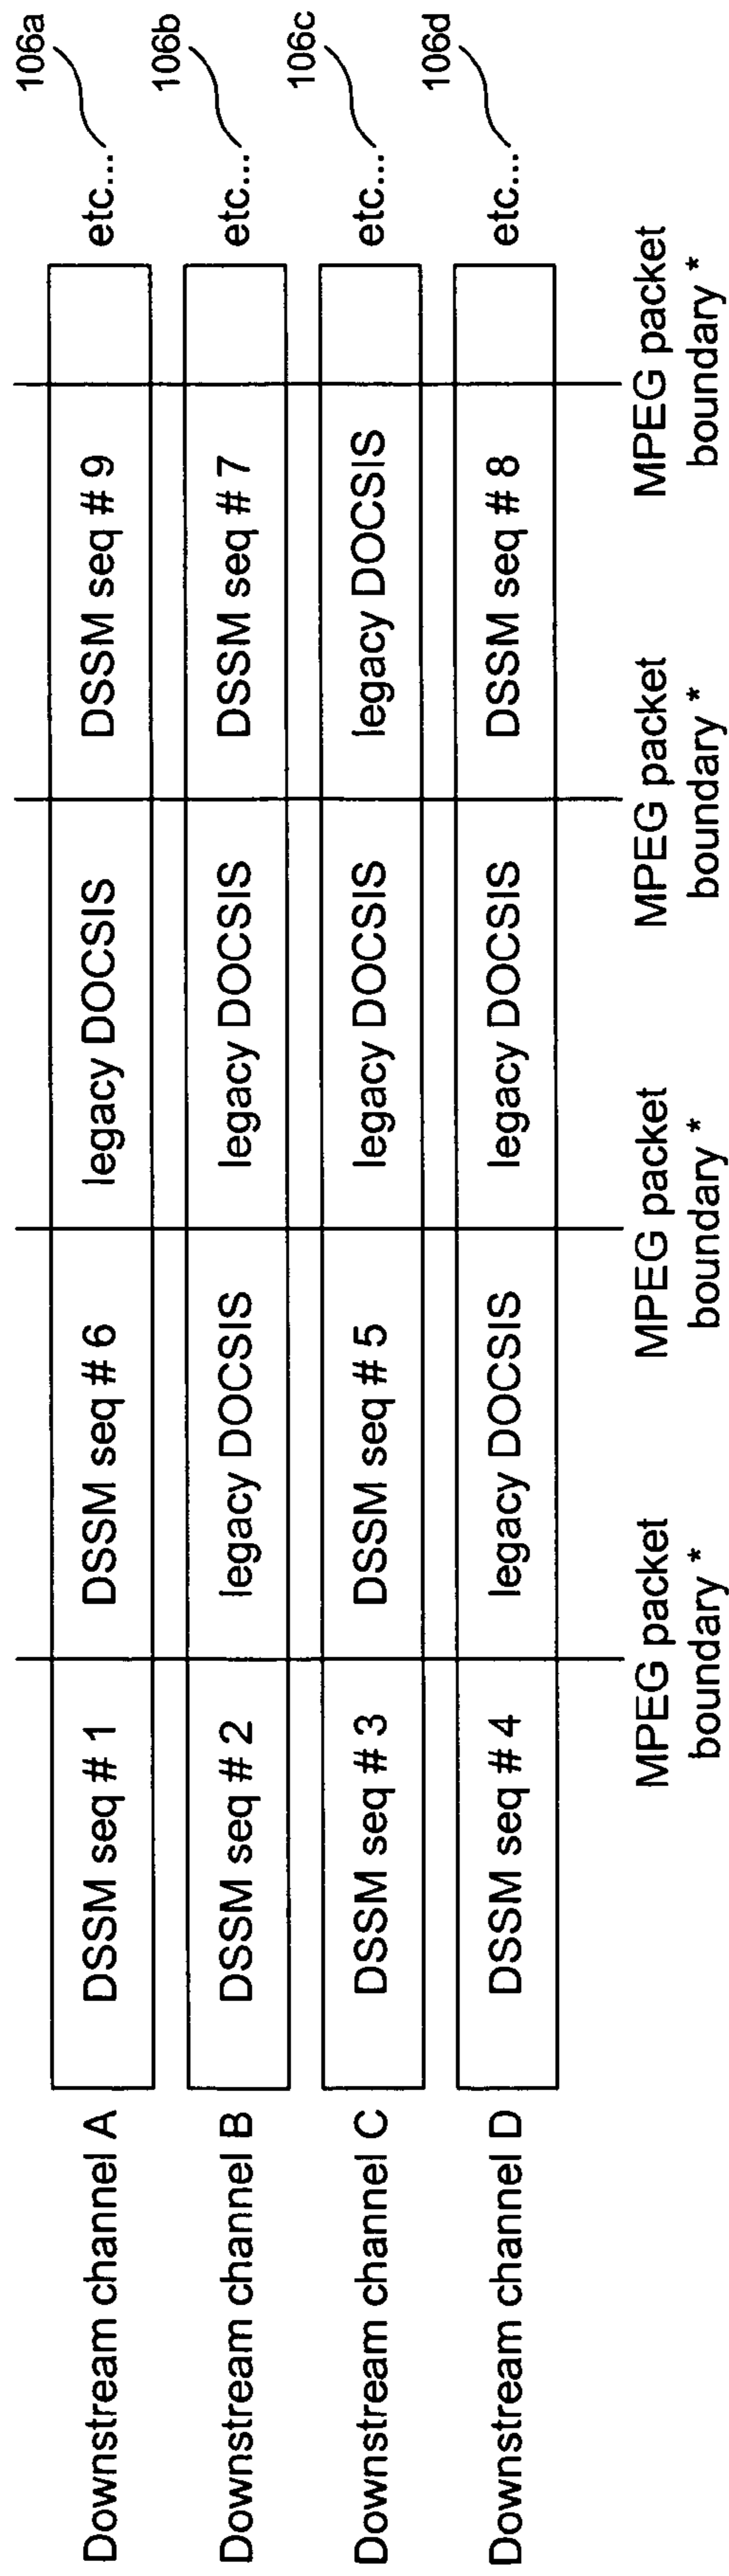 Downstream channel A
DSSM seq # 1
DSSM seq # 6
legacy DOCSIS
DSSM seq # 9
etc...
106a
Downstream channel B
DSSM seq # 2
legacy DOCSIS
legacy DOCSIS
DSSM seq # 7
etc...
106b
Downstream channel C
DSSM seq # 3
DSSM seq # 5
legacy DOCSIS
legacy DOCSIS
etc...
106c
Downstream channel D
DSSM seq # 4
legacy DOCSIS
legacy DOCSIS
DSSM seq # 8
etc...
106d
MPEG packet
boundary *
MPEG packet
boundary *
MPEG packet
boundary *
MPEG packet
boundary *